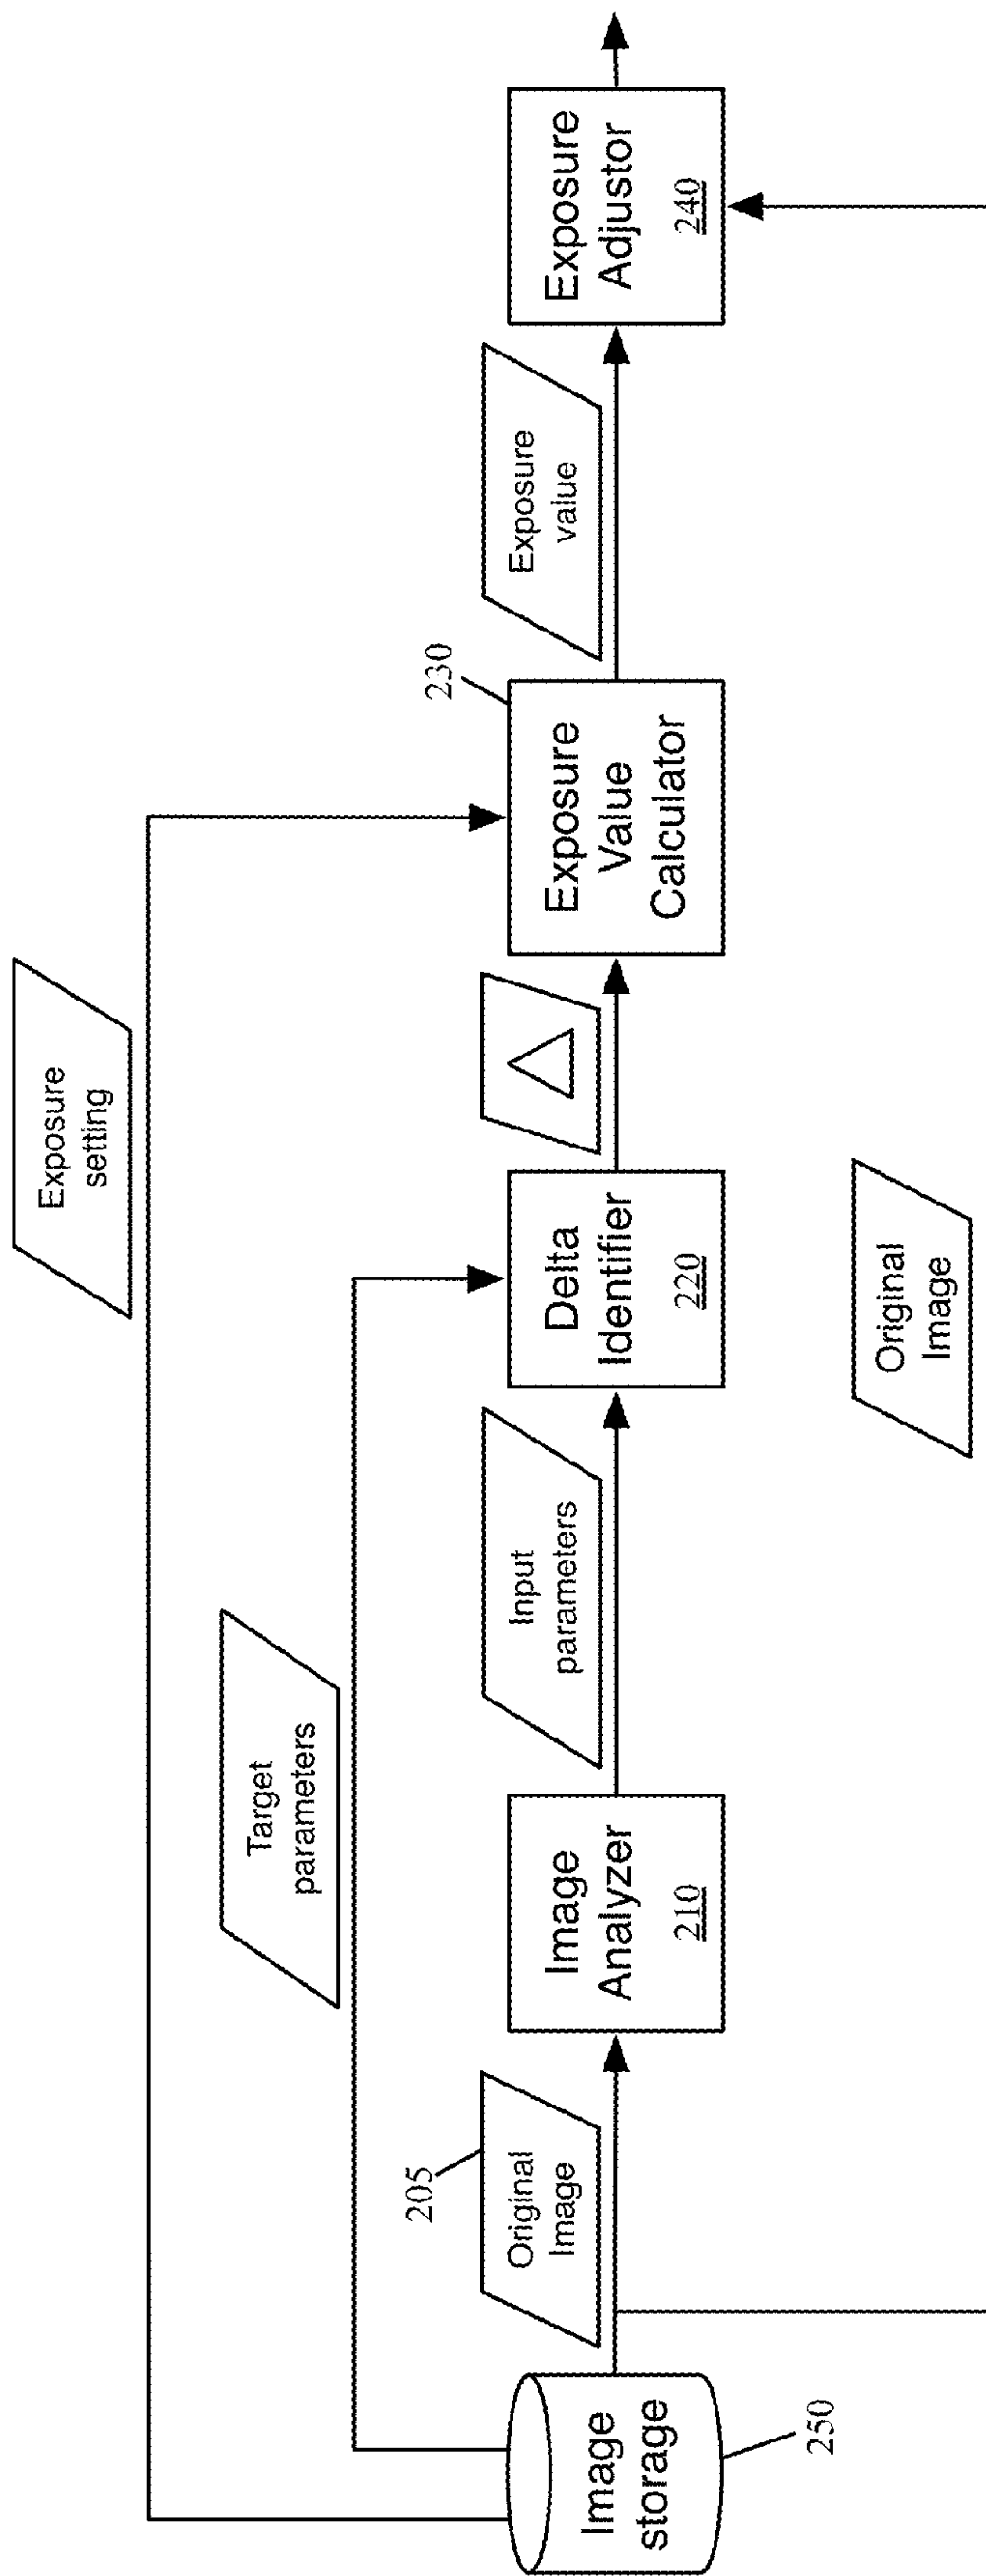 Exposure
setting
Target
parameters
205
Original
Image
Input
parameters
△
230
Exposure
value
Image
storage
250
Image
Analyzer
210
Delta
Identifier
220
Exposure
Value
Calculator
Exposure
Adjustor
240
Original
Image